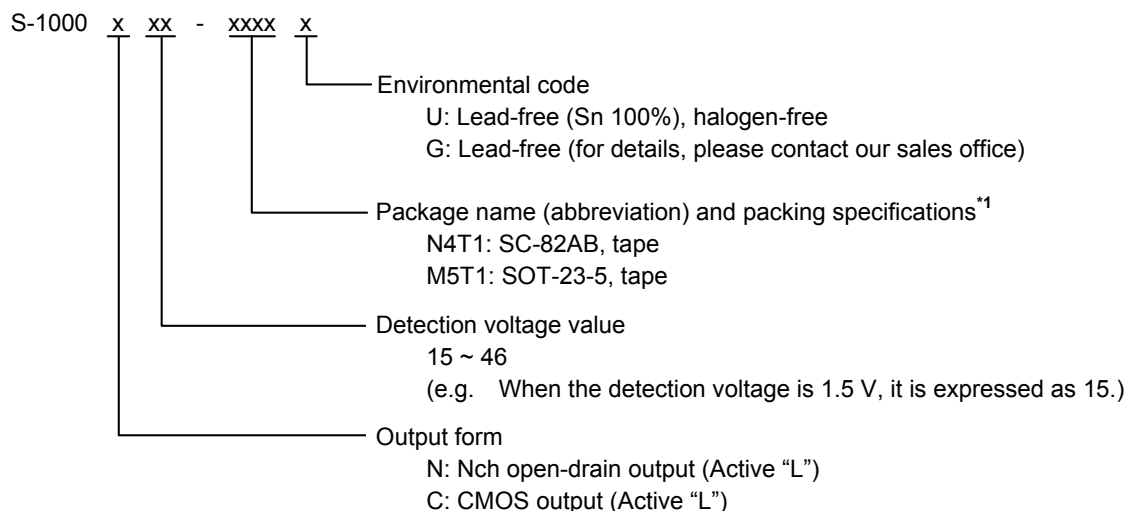 S-1000 x xx - xxxx x
Environmental code
U: Lead-free (Sn 100%), halogen-free
G: Lead-free (for details, please contact our sales office)
Package name (abbreviation) and packing specifications*1
N4T1: SC-82AB, tape
M5T1: SOT-23-5, tape
Detection voltage value
15 ~ 46
(e.g. When the detection voltage is 1.5 V, it is expressed as 15.)
Output form
N: Nch open-drain output (Active “L”)
C: CMOS output (Active “L”)